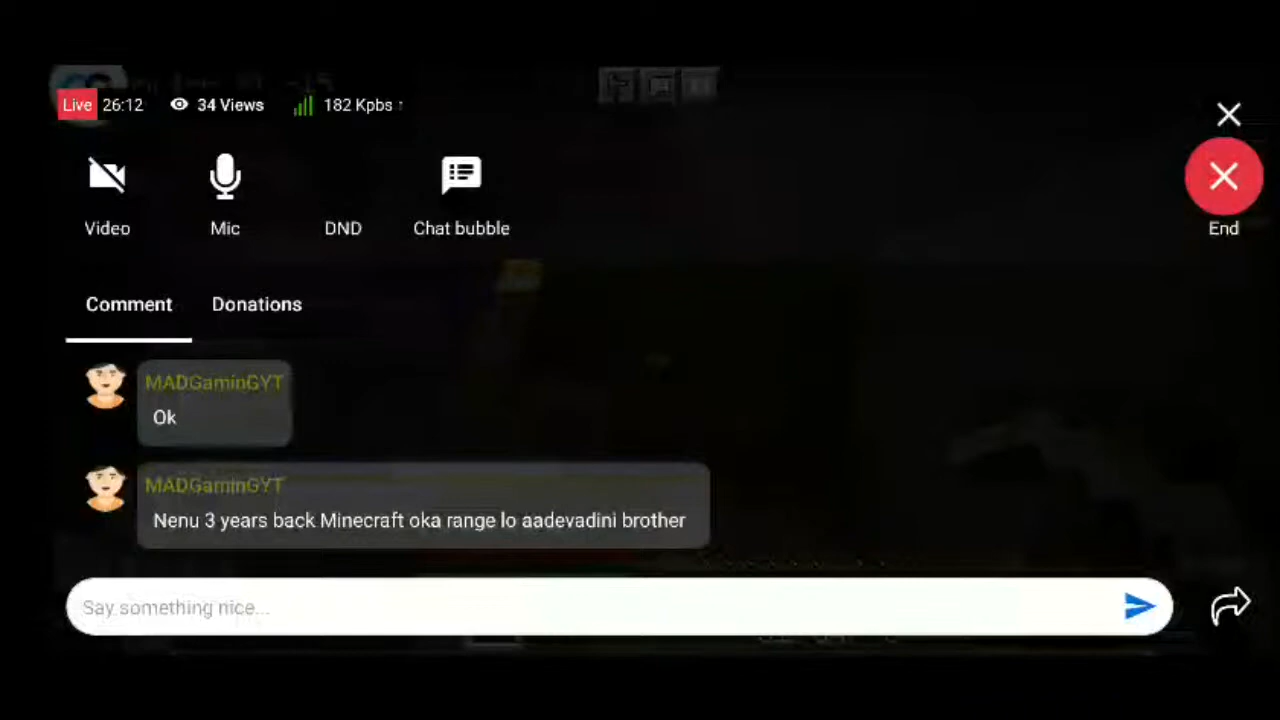 Live 26:12 34 Views 182 Kpbs ↑
Video Mic DND Chat bubble End
Comment Donations
MADGaminGYT
Ok
MADGaminGYT
Nenu 3 years back Minecraft oka range lo aadevadini brother
Say something nice...